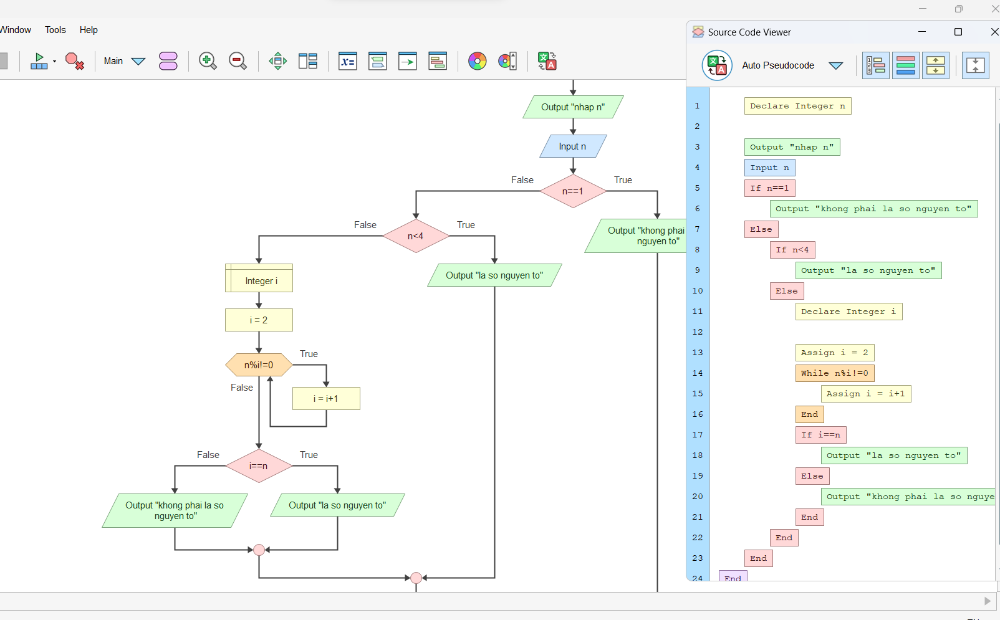 Window Tools Help
Main
Output "nhap n"
Input n
False
True
n==1
False
True
n<4
Output "khong phai
nguyen to"
Integer i
Output "la so nguyen to"
i = 2
n%i!=0
True
False
i = i+1
False
True
i==n
Output "khong phai la so
nguyen to"
Output "la so nguyen to"
Source Code Viewer
Auto Pseudocode
1 Declare Integer n
2
3 Output "nhap n"
4 Input n
5 If n==1
6 Output "khong phai la so nguyen to"
7 Else
8 If n<4
9 Output "la so nguyen to"
10 Else
11 Declare Integer i
12
13 Assign i = 2
14 While n%i!=0
15 Assign i = i+1
16 End
17 If i==n
18 Output "la so nguyen to"
19 Else
20 Output "khong phai la so nguye
21 End
22 End
23 End
24 End